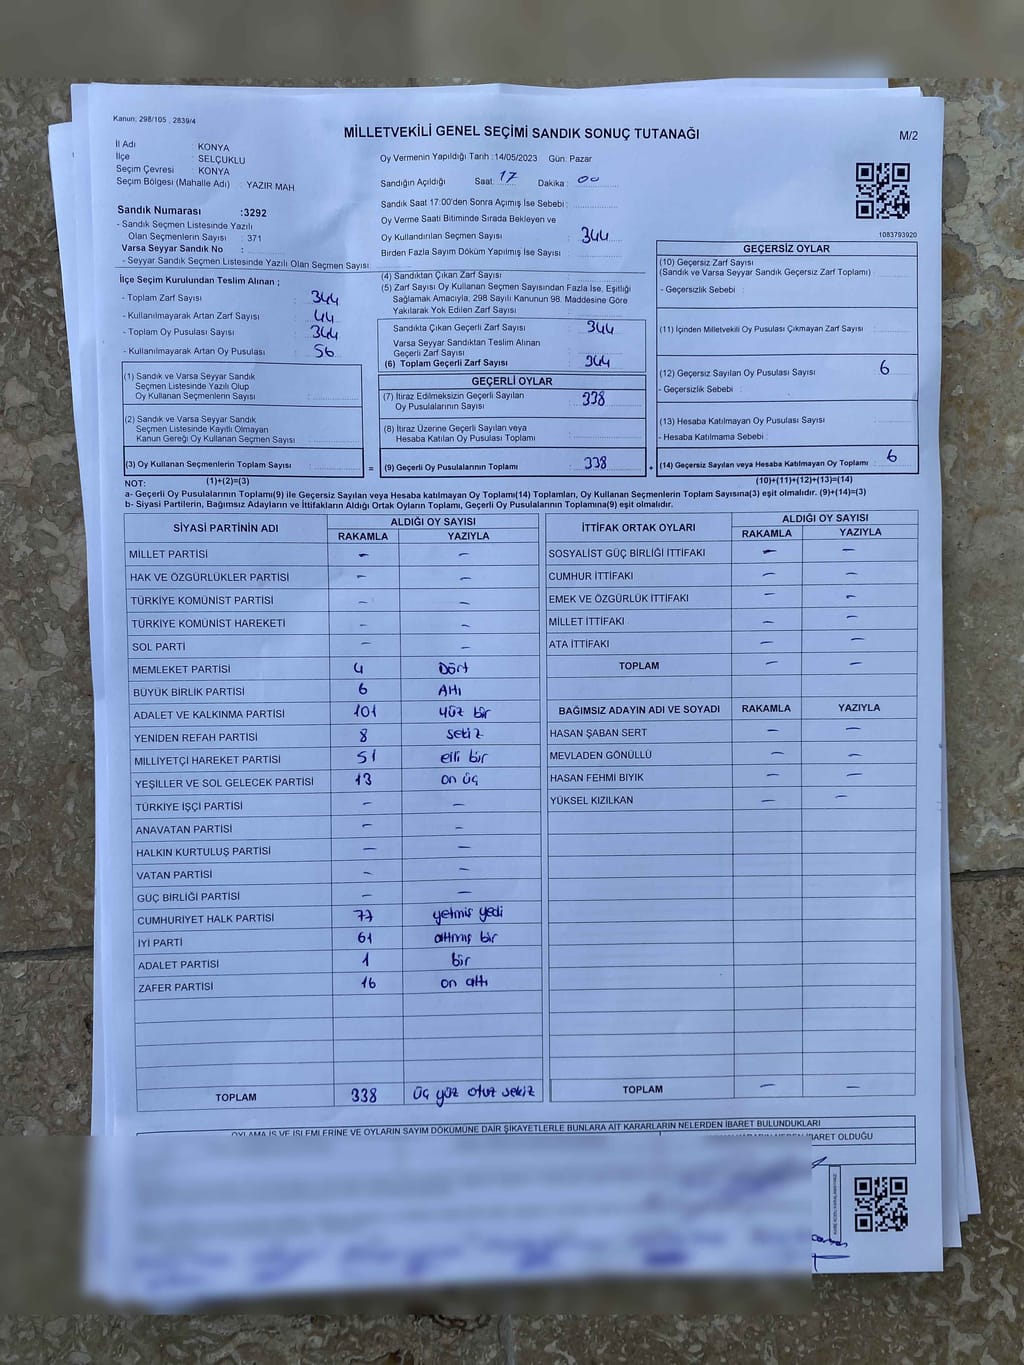 Kanun: 298/105 , 2839/4
MİLLETVEKİLİ GENEL SEÇİMİ SANDIK SONUÇ TUTANAĞI
M/2
İl Adı : KONYA
İlçe : SELÇUKLU
Seçim Çevresi : KONYA
Seçim Bölgesi (Mahalle Adı) : YAZIR MAH
Sandık Numarası :3292
- Sandık Seçmen Listesinde Yazılı
Olan Seçmenlerin Sayısı : 371
Varsa Seyyar Sandık No :
- Seyyar Sandık Seçmen Listesinde Yazılı Olan Seçmen Sayısı
Oy Vermenin Yapıldığı Tarih :14/05/2023 Gün: Pazar
Sandığın Açıldığı Saat: 17 Dakika : 00
Sandık Saat 17:00'den Sonra Açımış İse Sebebi :
Oy Verme Saati Bitiminde Sırada Bekleyen ve
Oy Kullandırılan Seçmen Sayısı : 344
Birden Fazla Sayım Döküm Yapılmış İse Sayısı :
1083793920
İlçe Seçim Kurulundan Teslim Alınan ;
- Toplam Zarf Sayısı : 344
- Kullanılmayarak Artan Zarf Sayısı : 44
- Toplam Oy Pusulası Sayısı : 344
- Kullanılmayarak Artan Oy Pusulası : 56
(1) Sandık ve Varsa Seyyar Sandık
Seçmen Listesinde Yazılı Olup
Oy Kullanan Seçmenlerin Sayısı :
(2) Sandık ve Varsa Seyyar Sandık
Seçmen Listesinde Kayıtlı Olmayan
Kanun Gereği Oy Kullanan Seçmen Sayısı :
(3) Oy Kullanan Seçmenlerin Toplam Sayısı :
(1)+(2)=(3)
(4) Sandıktan Çıkan Zarf Sayısı :
(5) Zarf Sayısı Oy Kullanan Seçmen Sayısından Fazla İse, Eşitliği
Sağlamak Amacıyla, 298 Sayılı Kanunun 98. Maddesine Göre
Yakılarak Yok Edilen Zarf Sayısı :
Sandıkta Çıkan Geçerli Zarf Sayısı : 344
Varsa Seyyar Sandıktan Teslim Alınan
Geçerli Zarf Sayısı :
(6) Toplam Geçerli Zarf Sayısı : 344
GEÇERLİ OYLAR
(7) İtiraz Edilmeksizin Geçerli Sayılan
Oy Pusulalarının Sayısı : 338
(8) İtiraz Üzerine Geçerli Sayılan veya
Hesaba Katılan Oy Pusulası Toplamı :
= (9) Geçerli Oy Pusulalarının Toplamı : 338
GEÇERSİZ OYLAR
(10) Geçersiz Zarf Sayısı
(Sandık ve Varsa Seyyar Sandık Geçersiz Zarf Toplamı) :
- Geçersizlik Sebebi :
(11) İçinden Milletvekili Oy Pusulası Çıkmayan Zarf Sayısı :
(12) Geçersiz Sayılan Oy Pusulası Sayısı : 6
- Geçersizlik Sebebi :
(13) Hesaba Katılmayan Oy Pusulası Sayısı :
- Hesaba Katılmama Sebebi :
+ (14) Geçersiz Sayılan veya Hesaba Katılmayan Oy Toplamı : 6
(10)+(11)+(12)+(13)=(14)
NOT:
a- Geçerli Oy Pusulalarının Toplamı(9) ile Geçersiz Sayılan veya Hesaba katılmayan Oy Toplamı(14) Toplamları, Oy Kullanan Seçmenlerin Toplam Sayısına(3) eşit olmalıdır. (9)+(14)=(3)
b- Siyasi Partilerin, Bağımsız Adayların ve İttifakların Aldığı Ortak Oyların Toplamı, Geçerli Oy Pusulalarının Toplamına(9) eşit olmalıdır.
SİYASİ PARTİNİN ADI ALDIĞI OY SAYISI
RAKAMLA YAZIYLA
MİLLET PARTİSİ – –
HAK VE ÖZGÜRLÜKLER PARTİSİ – –
TÜRKİYE KOMÜNİST PARTİSİ – –
TÜRKİYE KOMÜNİST HAREKETİ – –
SOL PARTİ – –
MEMLEKET PARTİSİ 4 Dört
BÜYÜK BİRLİK PARTİSİ 6 Altı
ADALET VE KALKINMA PARTİSİ 101 yüz bir
YENİDEN REFAH PARTİSİ 8 sekiz
MİLLİYETÇİ HAREKET PARTİSİ 51 elli bir
YEŞİLLER VE SOL GELECEK PARTİSİ 13 on üç
TÜRKİYE İŞÇİ PARTİSİ – –
ANAVATAN PARTİSİ – –
HALKIN KURTULUŞ PARTİSİ – –
VATAN PARTİSİ – –
GÜÇ BİRLİĞİ PARTİSİ – –
CUMHURİYET HALK PARTİSİ 77 yetmiş yedi
İYİ PARTİ 61 altmış bir
ADALET PARTİSİ 1 bir
ZAFER PARTİSİ 16 on altı
TOPLAM 338 üç yüz otuz sekiz
İTTİFAK ORTAK OYLARI ALDIĞI OY SAYISI
RAKAMLA YAZIYLA
SOSYALİST GÜÇ BİRLİĞİ İTTİFAKI – –
CUMHUR İTTİFAKI – –
EMEK VE ÖZGÜRLÜK İTTİFAKI – –
MİLLET İTTİFAKI – –
ATA İTTİFAKI – –
TOPLAM – –
BAĞIMSIZ ADAYIN ADI VE SOYADI RAKAMLA YAZIYLA
HASAN ŞABAN SERT – –
MEVLADEN GÖNÜLLÜ – –
HASAN FEHMİ BIYIK – –
YÜKSEL KIZILKAN – –
TOPLAM – –
OYLAMA İŞ VE İŞLEMLERİNE VE OYLARIN SAYIM DÖKÜMÜNE DAİR ŞİKAYETLERLE BUNLARA AİT KARARLARIN NELERDEN İBARET BULUNDUKLARI
İBARET OLDUĞU